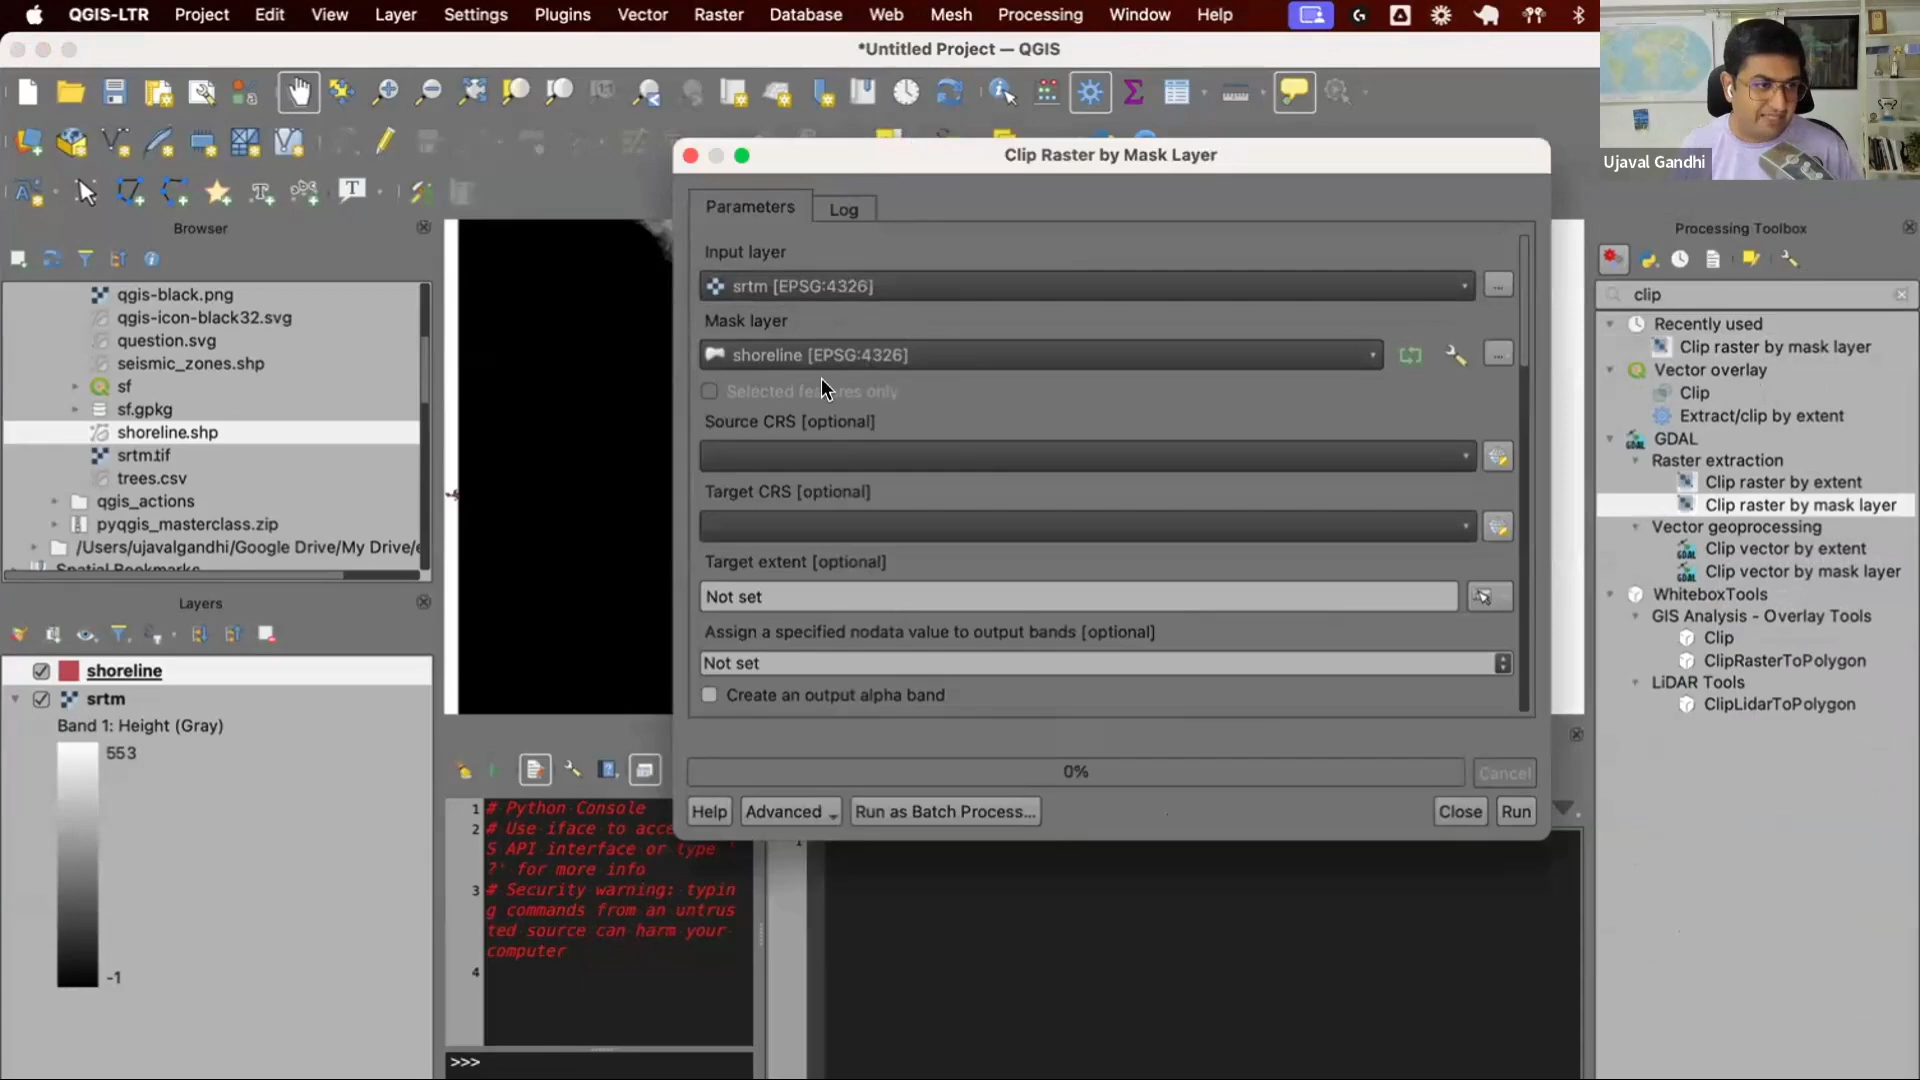 QGIS-LTR Project Edit View Layer Settings Plugins Vector Raster Database Web Mesh Processing Window Help
*Untitled Project — QGIS
Ujaval Gandhi
Browser
qgis-black.png
qgis-icon-black32.svg
question.svg
seismic_zones.shp
sf
sf.gpkg
shoreline.shp
srtm.tif
trees.csv
qgis_actions
pyqgis_masterclass.zip
/Users/ujavalgandhi/Google Drive/My Drive/
Spatial Bookmarks
Layers
shoreline
srtm
Band 1: Height (Gray)
553
-1
Clip Raster by Mask Layer
Parameters
Log
Input layer
srtm [EPSG:4326]
...
Mask layer
shoreline [EPSG:4326]
...
Selected features only
Source CRS [optional]
Target CRS [optional]
Target extent [optional]
Not set
Assign a specified nodata value to output bands [optional]
Not set
Create an output alpha band
0%
Cancel
Help Advanced Run as Batch Process... Close Run
1 # Python Console
2 # Use iface to acce
S API interface or type '
?' for more info
3 # Security warning: typin
g commands from an untrus
ted source can harm your
computer
4
>>>
Processing Toolbox
clip
Recently used
Clip raster by mask layer
Vector overlay
Clip
Extract/clip by extent
GDAL
Raster extraction
Clip raster by extent
Clip raster by mask layer
Vector geoprocessing
Clip vector by extent
Clip vector by mask layer
WhiteboxTools
GIS Analysis - Overlay Tools
Clip
ClipRasterToPolygon
LiDAR Tools
ClipLidarToPolygon